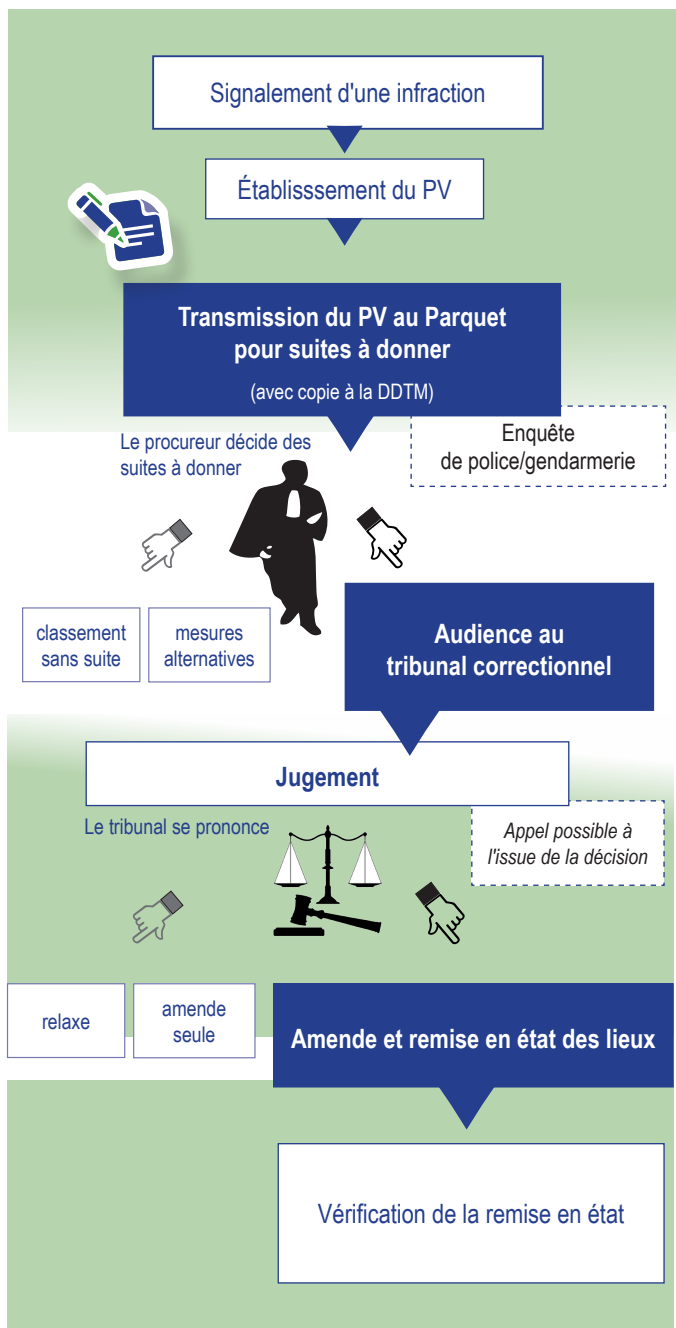 Signalement d'une infraction
Établisssement du PV
Transmission du PV au Parquet
pour suites à donner
(avec copie à la DDTM)
Le procureur décide des
suites à donner
Enquête
de police/gendarmerie
classement
sans suite
mesures
alternatives
Audience au
tribunal correctionnel
Jugement
Le tribunal se prononce
Appel possible à
l'issue de la décision
relaxe
amende
seule
Amende et remise en état des lieux
Vérification de la remise en état